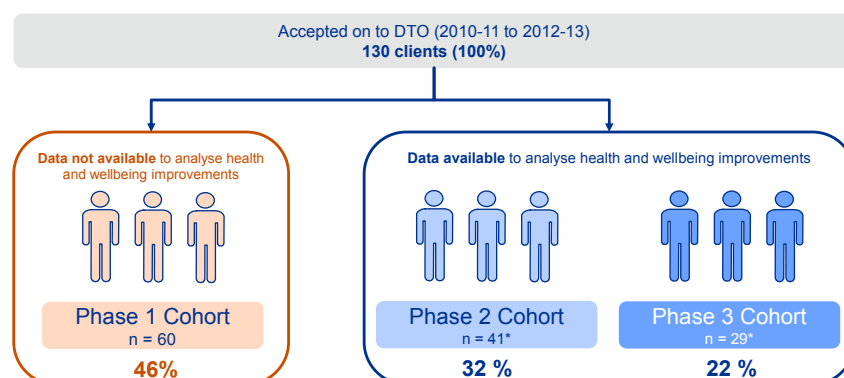 Accepted on to DTO (2010-11 to 2012-13)
130 clients (100%)
Data not available to analyse health
and wellbeing improvements
Data available to analyse health and wellbeing improvements
Phase 1 Cohort
n = 60
46%
Phase 2 Cohort
n = 41*
32 %
Phase 3 Cohort
n = 29*
22 %